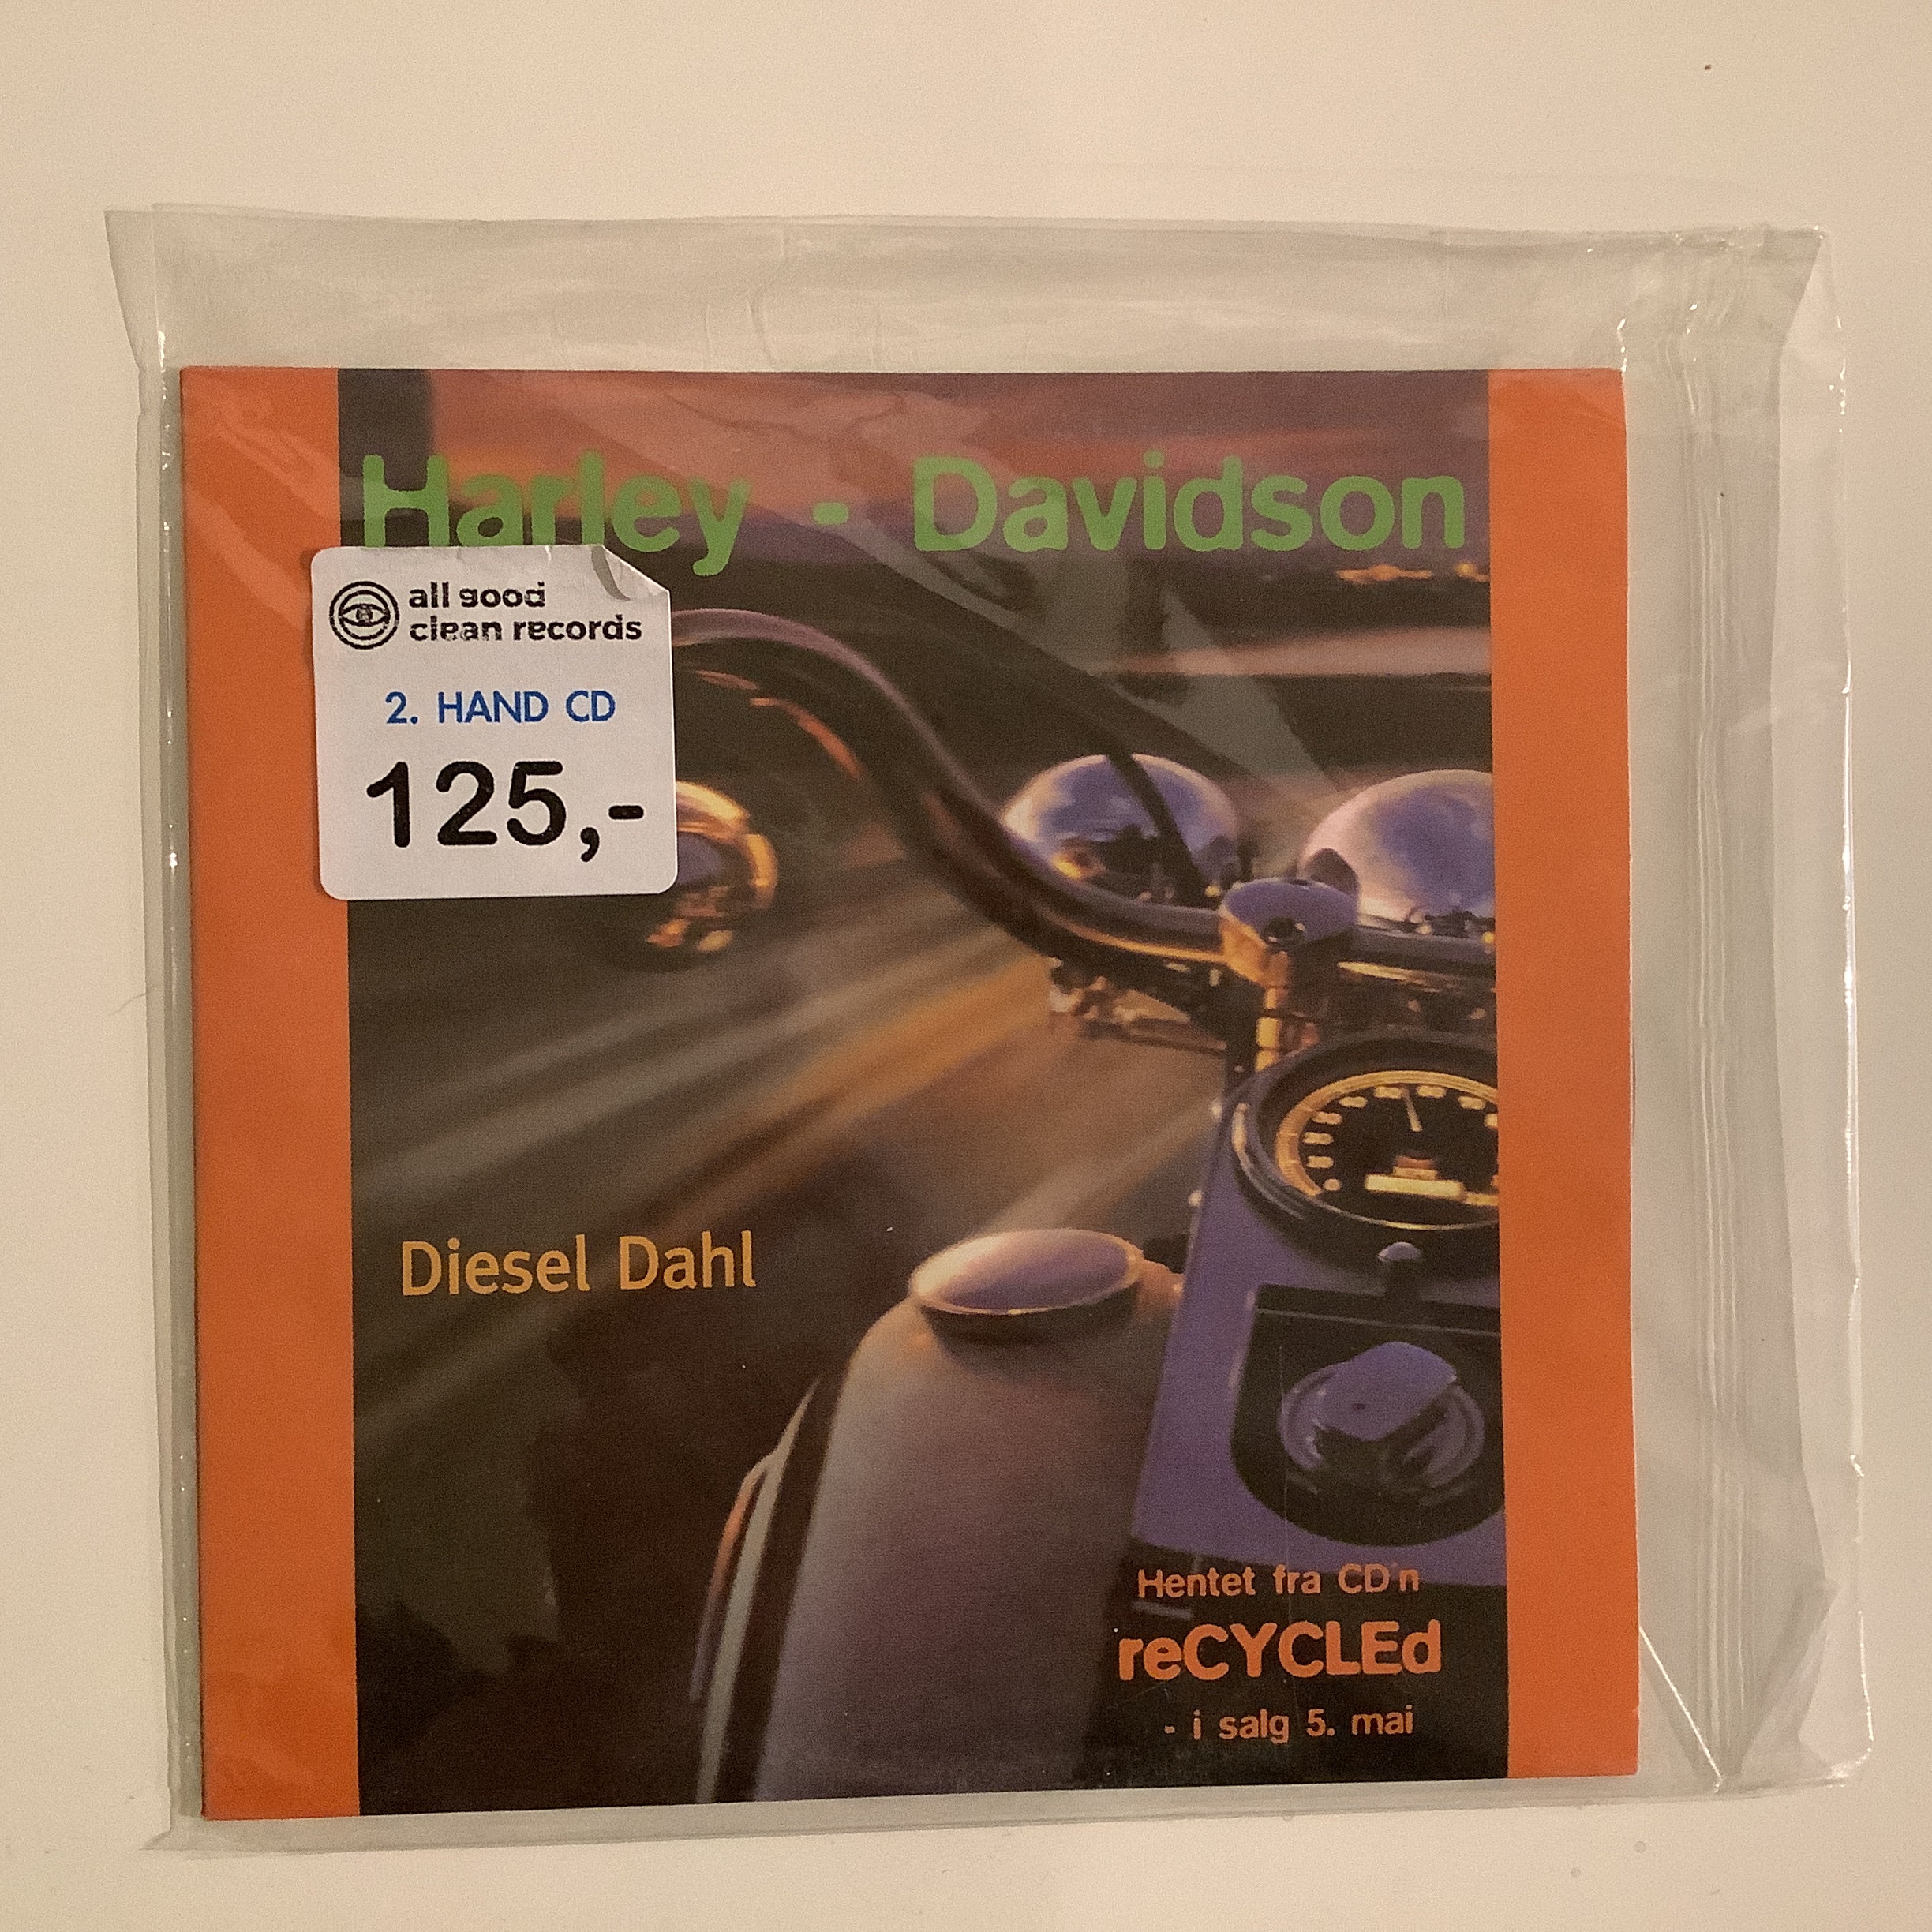 Harley - Davidson
all good
clean records
2. HAND CD
125,-
Diesel Dahl
Hentet fra CD'n
reCYCLEd
- i salg 5. mai